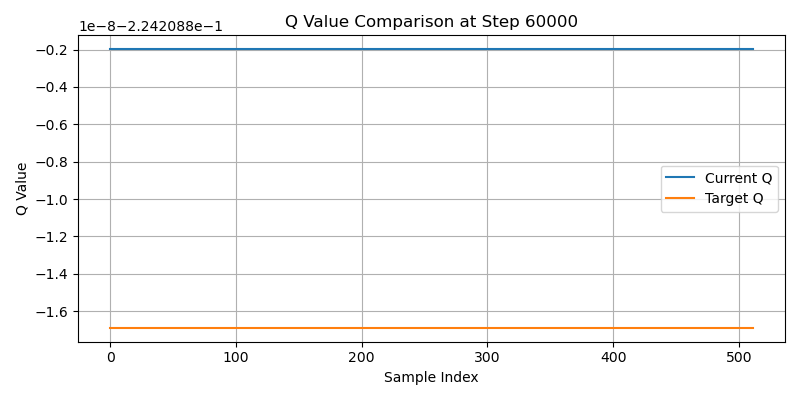 Q Value Comparison at Step 60000
1e−8−2.242088e−1
−0.2
−0.4
−0.6
−0.8
−1.0
−1.2
−1.4
−1.6
Q Value
Current Q
Target Q
0
100
200
300
400
500
Sample Index